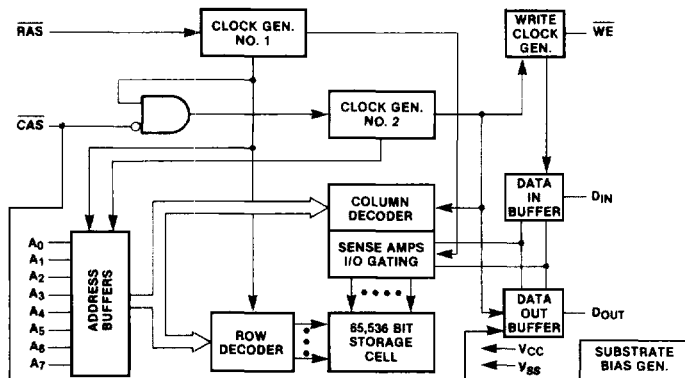 RAS
CLOCK GEN.
NO. 1
WRITE
CLOCK
GEN.
WE
CAS
CLOCK GEN.
NO. 2
DATA
IN
BUFFER
DIN
COLUMN
DECODER
SENSE AMPS
I/O GATING
A0
A1
A2
A3
A4
A5
A6
A7
ADDRESS
BUFFERS
ROW
DECODER
65,536 BIT
STORAGE
CELL
DATA
OUT
BUFFER
DOUT
VCC
VSS
SUBSTRATE
BIAS GEN.